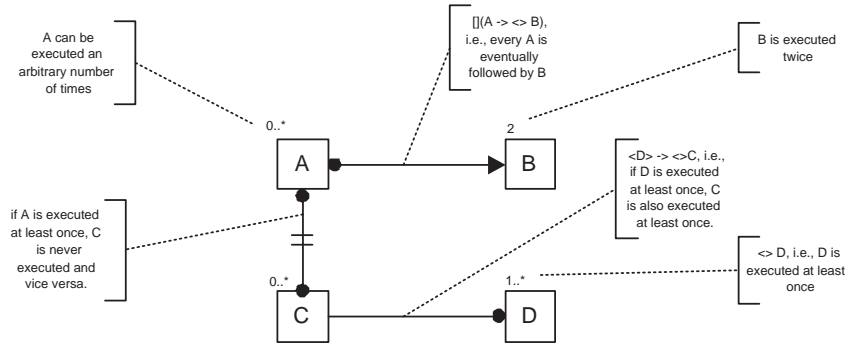 A can be
executed an
arbitrary number
of times
[](A -> <> B),
i.e., every A is
eventually
followed by B
B is executed
twice
0..*
2
A
B
<D> -> <>C, i.e.,
if D is executed
at least once, C
is also executed
at least once.
if A is executed
at least once, C
is never
executed and
vice versa.
<> D, i.e., D is
executed at least
once
0..*
1..*
C
D